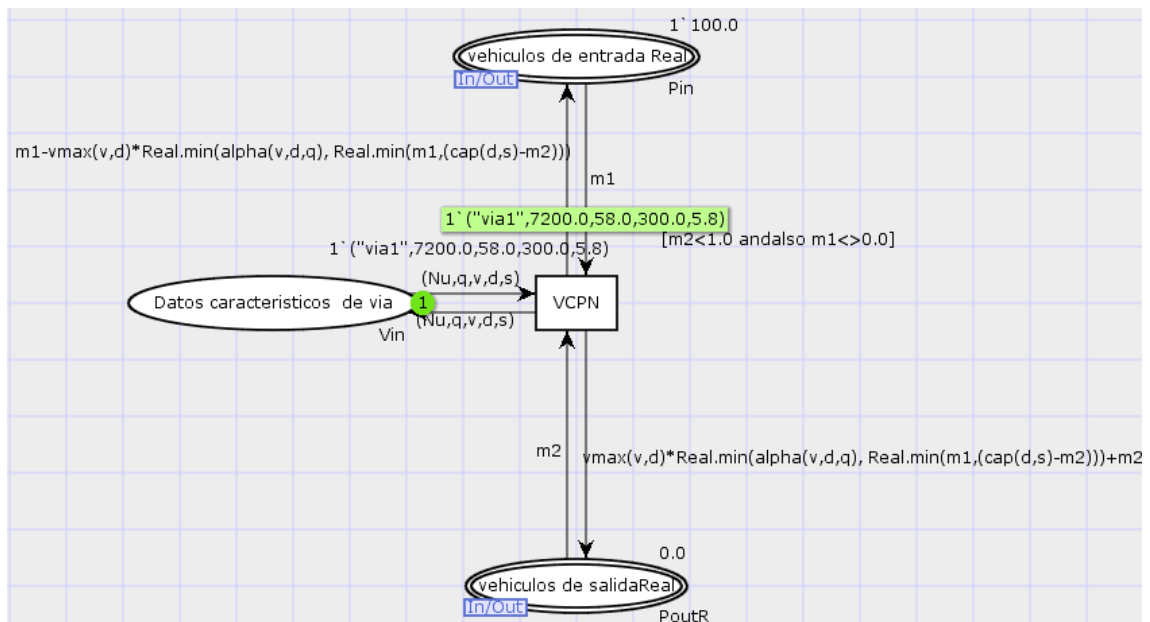 1`100.0
vehiculos de entrada Real
In/Out
Pin
m1-vmax(v,d)*Real.min(alpha(v,d,q), Real.min(m1,(cap(d,s)-m2)))
m1
1`("via1",7200.0,58.0,300.0,5.8)
[m2<1.0 andalso m1<>0.0]
1`("via1",7200.0,58.0,300.0,5.8)
(Nu,q,v,d,s)
Datos caracteristicos de via
1
VCPN
(Nu,q,v,d,s)
Vin
m2
vmax(v,d)*Real.min(alpha(v,d,q), Real.min(m1,(cap(d,s)-m2)))+m2
0.0
vehiculos de salidaReal
In/Out
PoutR